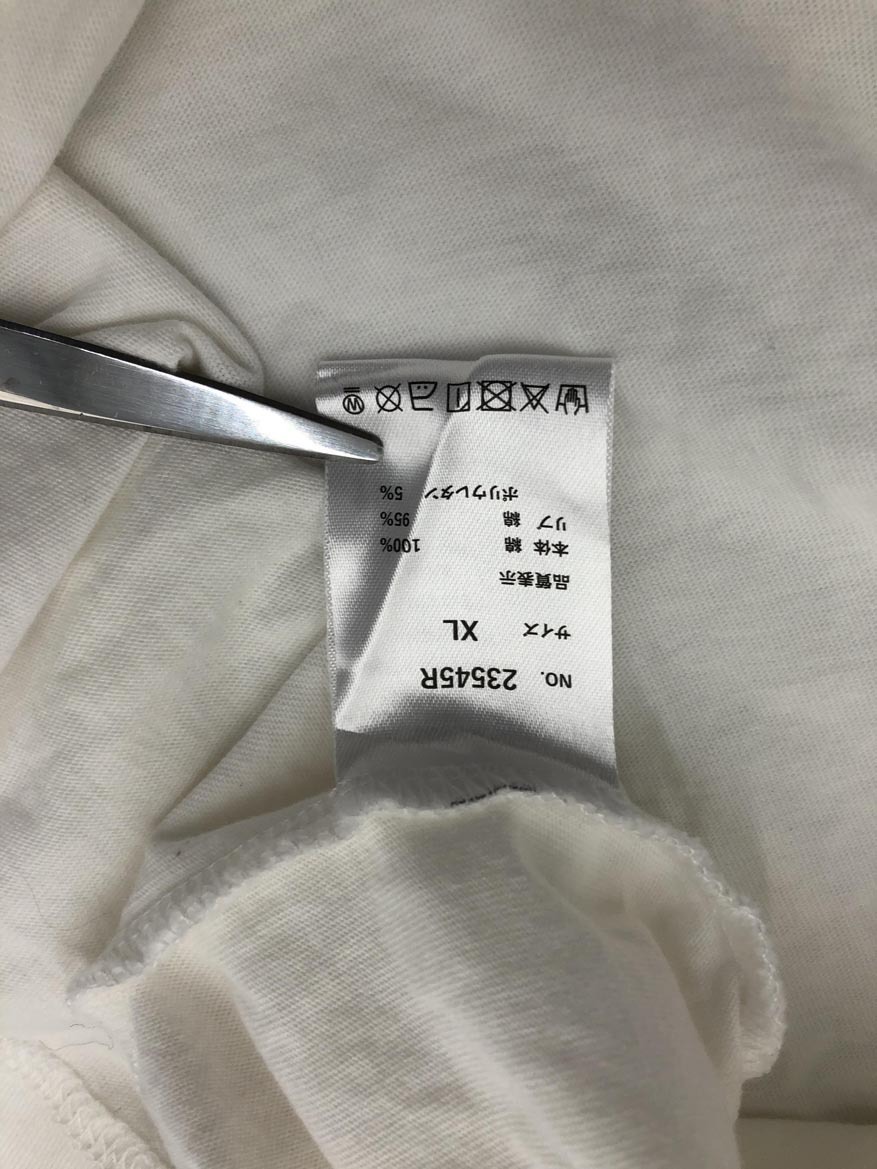 NO. 23545R
サイズ XL
品質表示
本体 綿 100%
リブ 綿 95%
ポリウレタン 5%
W